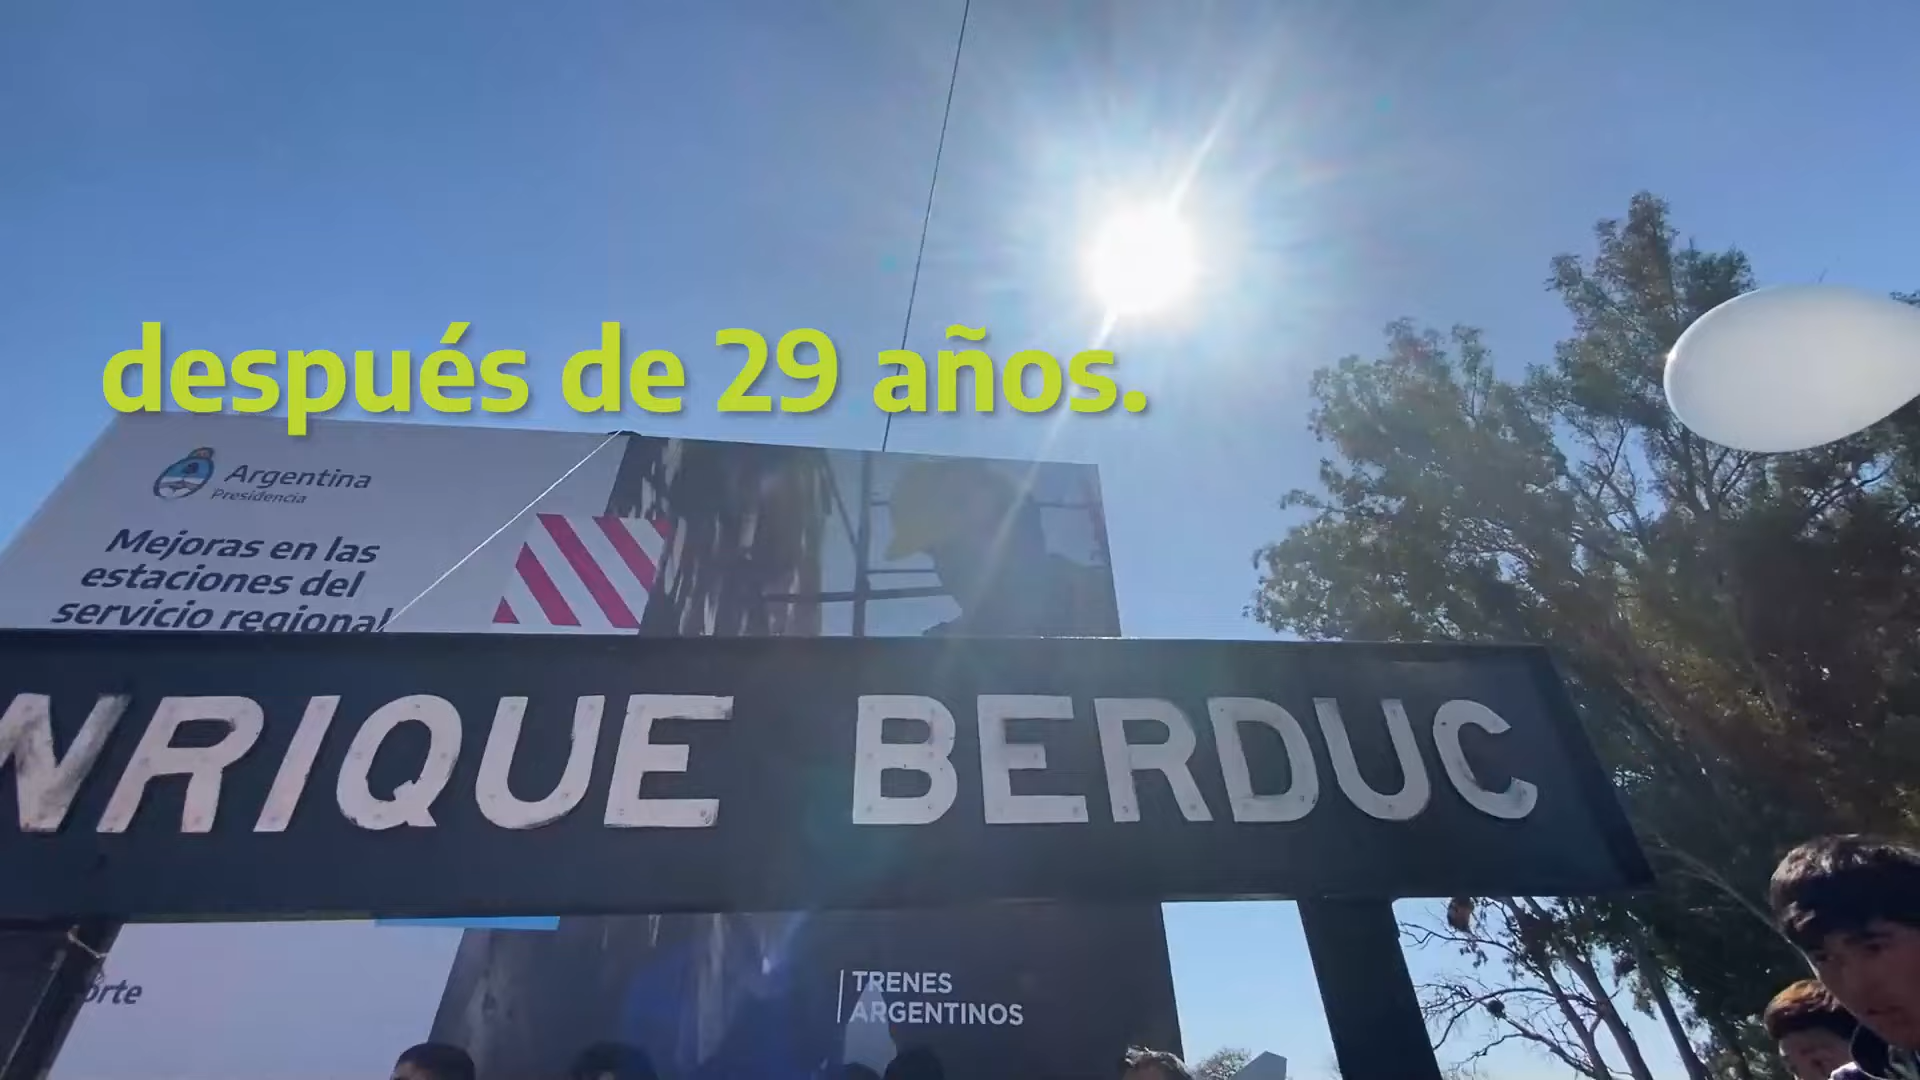 después de 29 años.
Argentina
Presidencia
Mejoras en las
estaciones del
servicio regional
NRIQUE BERDUC
orte
TRENES
ARGENTINOS